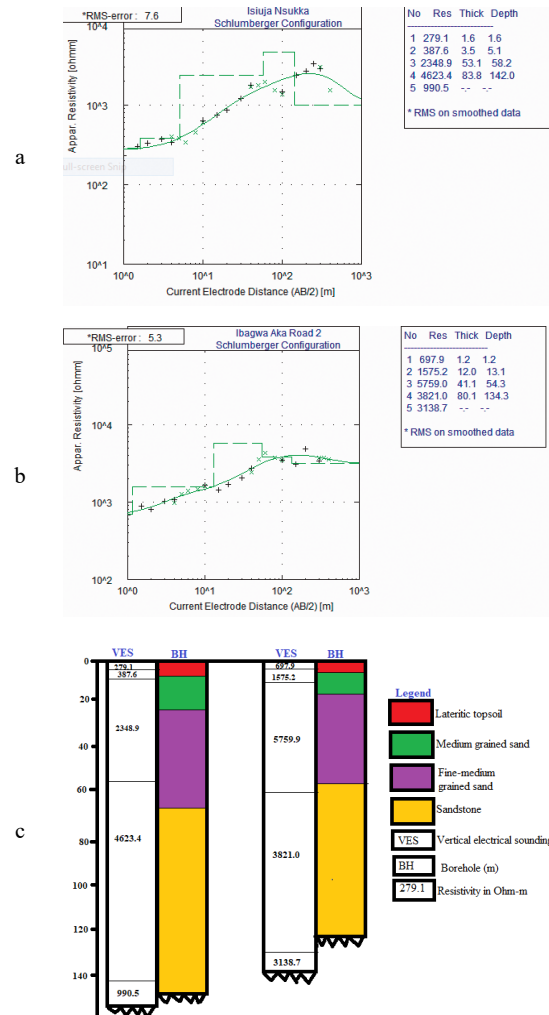 *RMS-error : 7.6
Isiuja Nsukka
Schlumberger Configuration
10^4
10^3
10^2
10^1
Appar. Resistivity [ohmm]
10^0 10^1 10^2 10^3
Current Electrode Distance (AB/2) [m]
No Res Thick Depth
1 279.1 1.6 1.6
2 387.6 3.5 5.1
3 2348.9 53.1 58.2
4 4623.4 83.8 142.0
5 990.5 -.- -.-
* RMS on smoothed data
a
*RMS-error : 5.3
Ibagwa Aka Road 2
Schlumberger Configuration
10^5
10^4
10^3
10^2
Appar. Resistivity [ohmm]
10^0 10^1 10^2 10^3
Current Electrode Distance (AB/2) [m]
No Res Thick Depth
1 697.9 1.2 1.2
2 1575.2 12.0 13.1
3 5759.0 41.1 54.3
4 3821.0 80.1 134.3
5 3138.7 -.- -.-
* RMS on smoothed data
b
VES BH VES BH
0
20
40
60
80
100
120
140
279.1
387.6
2348.9
4623.4
990.5
697.9
1575.2
5759.9
3821.0
3138.7
Legend
Lateritic topsoil
Medium grained sand
Fine-medium
grained sand
Sandstone
VES Vertical electrical sounding
BH Borehole (m)
279.1 Resistivity in Ohm-m
c